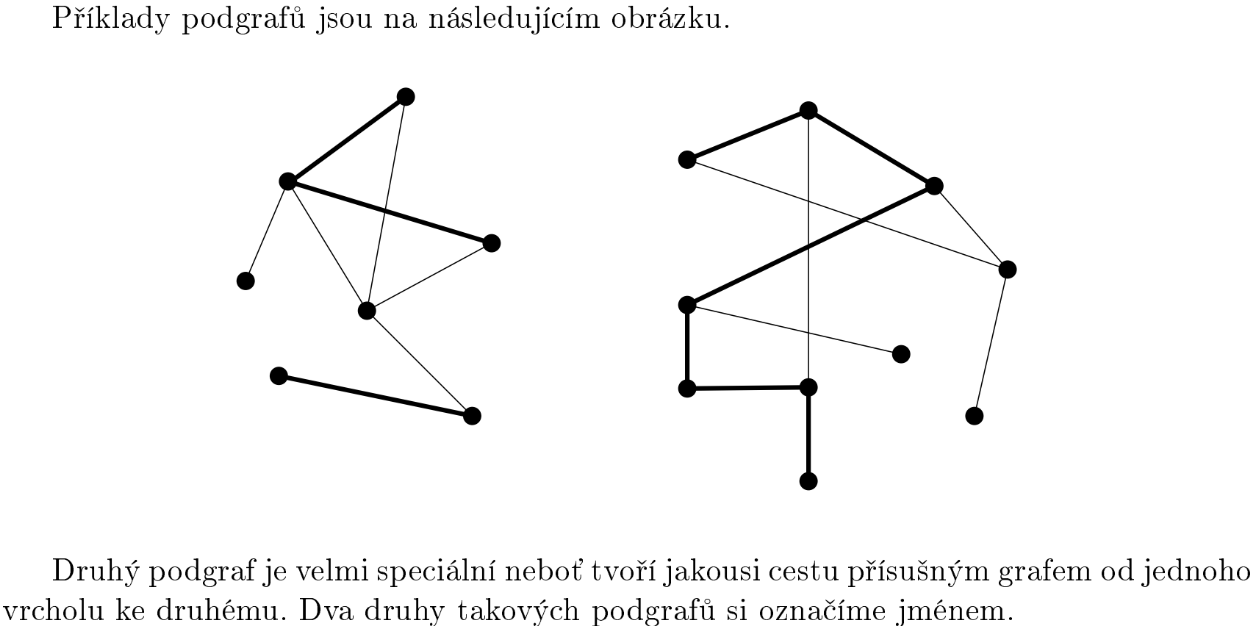 Příklady podgrafů jsou na následujícím obrázku.
Druhý podgraf je velmi speciální neboť tvoří jakousi cestu přísušným grafem od jednoho
vrcholu ke druhému. Dva druhy takových podgrafů si označíme jménem.